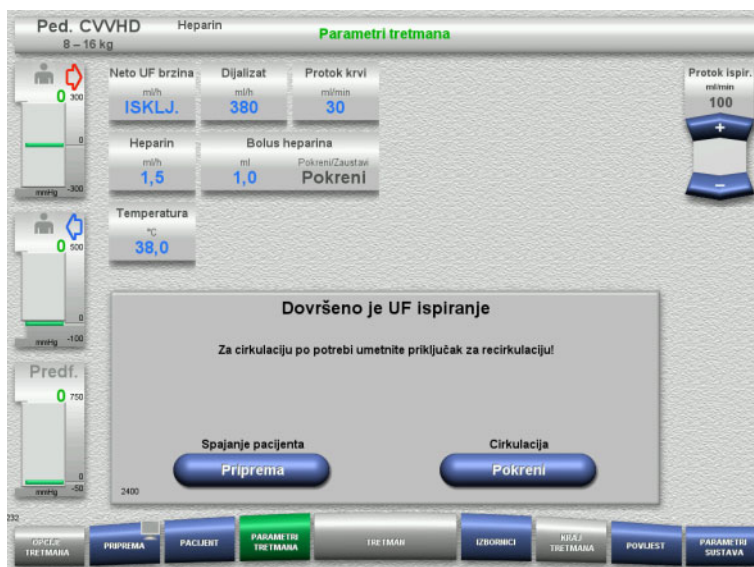 Ped. CVVHD
Heparin
8 – 16 kg
Parametri tretmana
0
300
0
mmHg
-300
0
500
0
mmHg
-100
Predf.
0
750
0
mmHg
-50
Neto UF brzina
ml/h
ISKLJ.
Dijalizat
ml/h
380
Protok krvi
ml/min
30
Heparin
ml/h
1,5
Bolus heparina
ml
1,0
Pokreni/Zaustavi
Pokreni
Temperatura
°C
38,0
Protok ispir.
ml/min
100
+
–
Dovršeno je UF ispiranje
Za cirkulaciju po potrebi umetnite priključak za recirkulaciju!
Spajanje pacijenta
Priprema
Cirkulacija
Pokreni
2400
232
OPCIJE TRETMANA
PRIPREMA
PACIJENT
PARAMETRI TRETMANA
TRETMAN
IZBORNICI
KRAJ TRETMANA
POVIJEST
PARAMETRI SUSTAVA